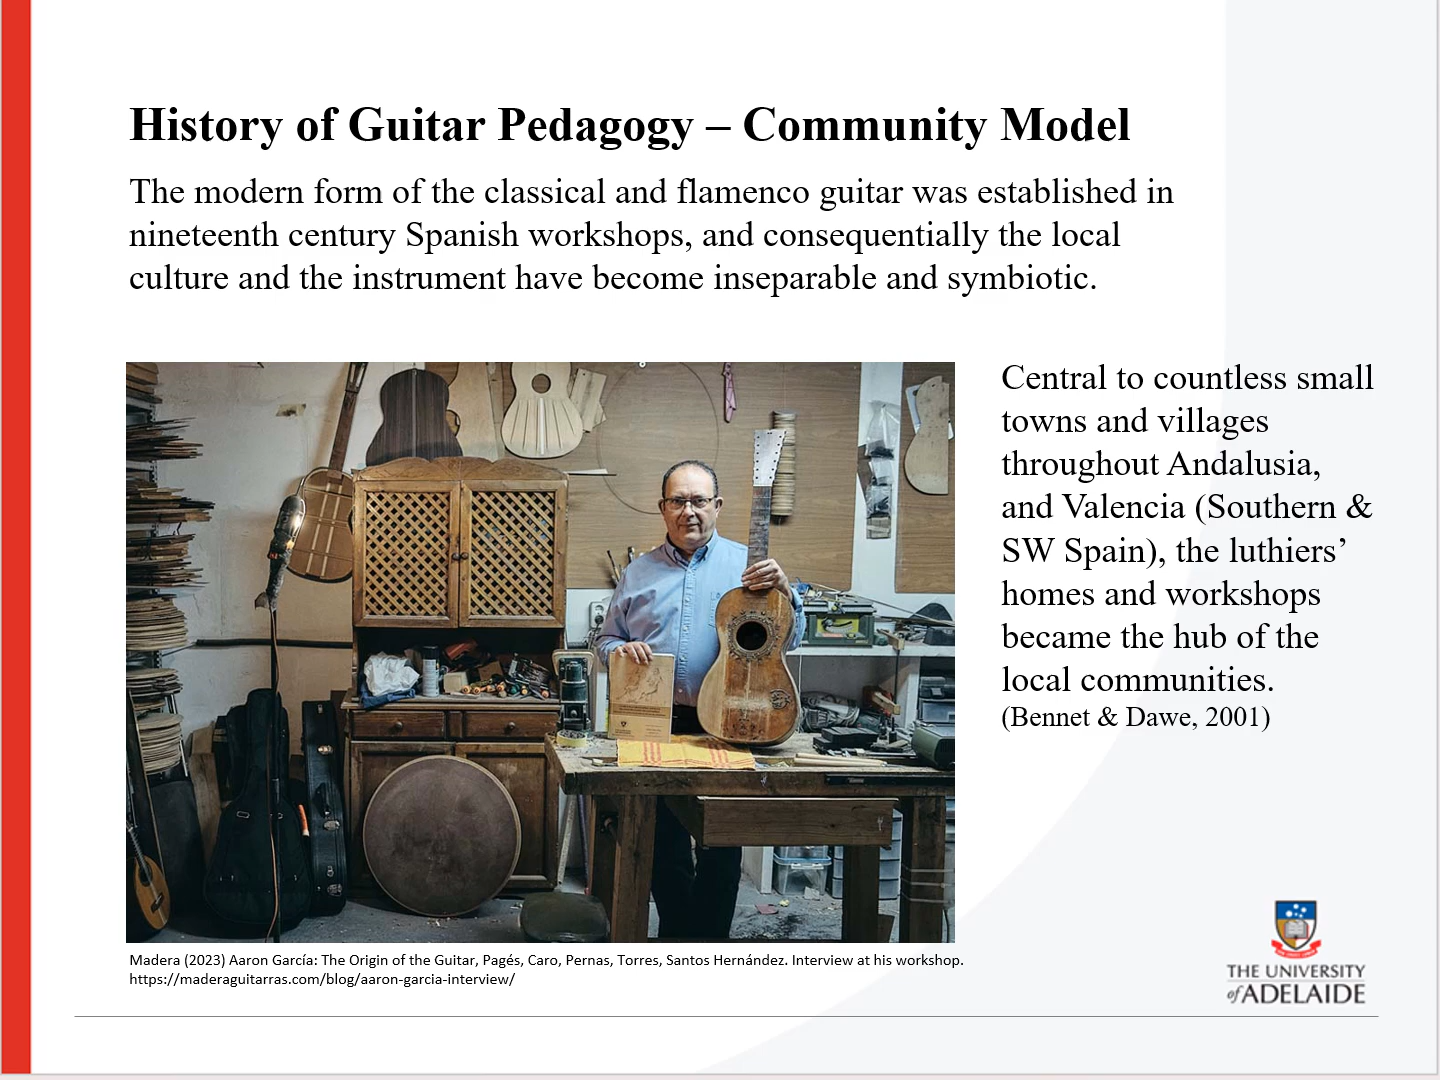 History of Guitar Pedagogy – Community Model
The modern form of the classical and flamenco guitar was established in
nineteenth century Spanish workshops, and consequentially the local
culture and the instrument have become inseparable and symbiotic.
Central to countless small
towns and villages
throughout Andalusia,
and Valencia (Southern &
SW Spain), the luthiers’
homes and workshops
became the hub of the
local communities.
(Bennet & Dawe, 2001)
Madera (2023) Aaron García: The Origin of the Guitar, Pagés, Caro, Pernas, Torres, Santos Hernández. Interview at his workshop.
https://maderaguitarras.com/blog/aaron-garcia-interview/
THE UNIVERSITY
of ADELAIDE